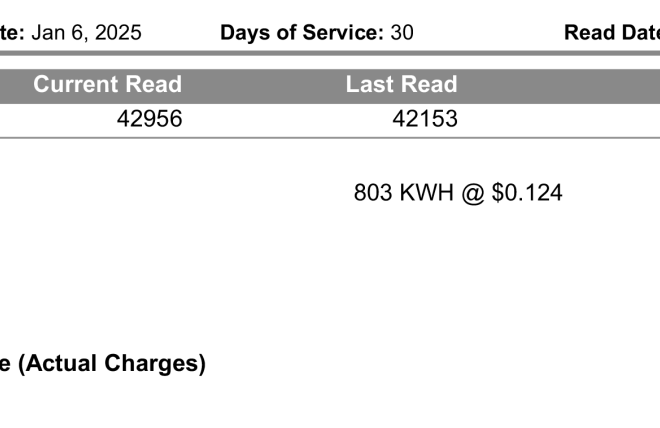 te: Jan 6, 2025 Days of Service: 30 Read Date
Current Read Last Read
42956 42153
803 KWH @ $0.124
e (Actual Charges)